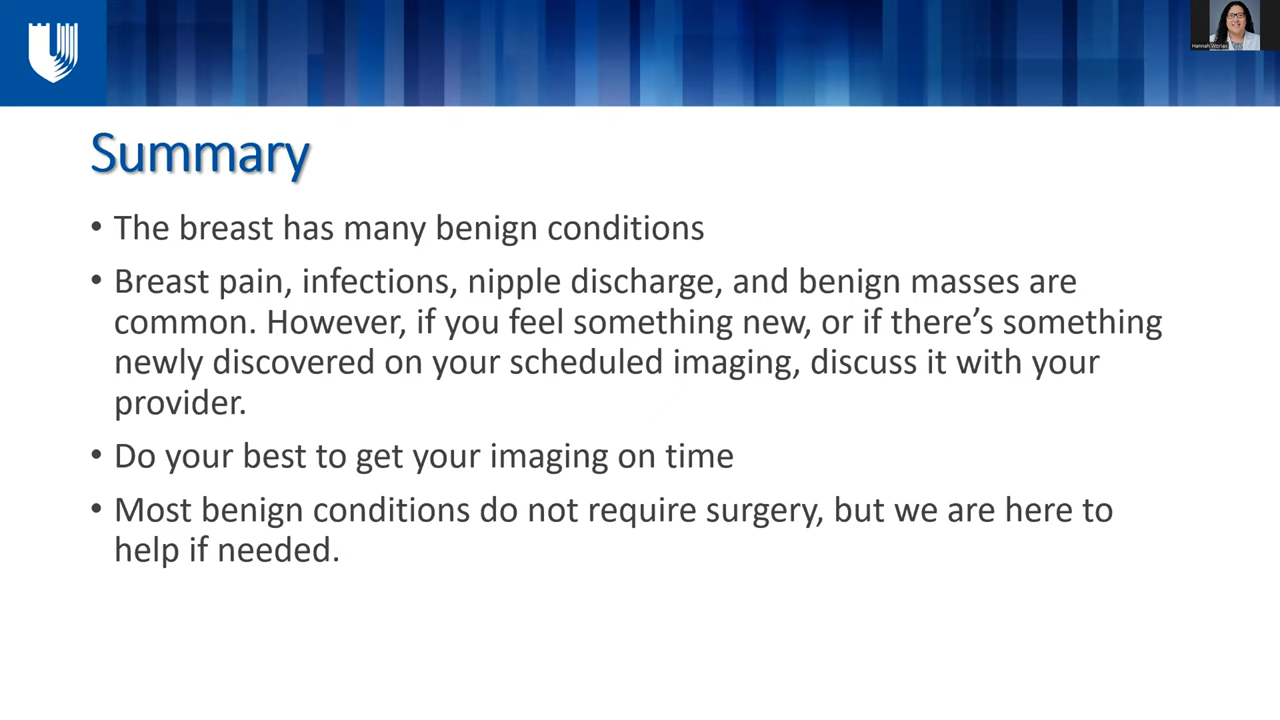 Hannah Woriax
Summary
• The breast has many benign conditions
• Breast pain, infections, nipple discharge, and benign masses are
common. However, if you feel something new, or if there’s something
newly discovered on your scheduled imaging, discuss it with your
provider.
• Do your best to get your imaging on time
• Most benign conditions do not require surgery, but we are here to
help if needed.